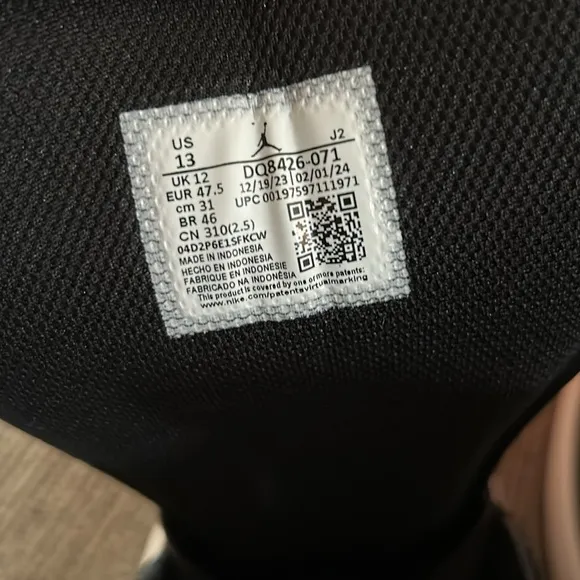 US
13
J2
UK 12
DQ8426-071
EUR 47.5
12/19/23 02/01/24
cm 31
UPC 00197597111971
BR 46
CN 310(2.5)
04D2P6E1SFKCW
MADE IN INDONESIA
HECHO EN INDONESIA
FABRIQUE EN INDONESIE
FABRICADO NA INDONÉSIA
This product is covered by one or more patents:
www.nike.com/patentsvirtualmarking